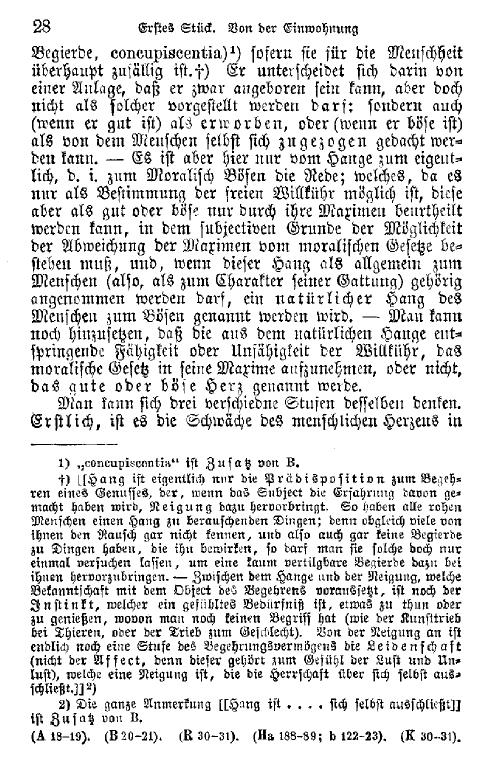 28 Erstes Stück. Von der Einwohnung
Begierde, concupiscentia)¹) sofern sie für die Menschheit
überhaupt zufällig ist.†) Er unterscheidet sich darin von
einer Anlage, daß er zwar angeboren sein kann, aber doch
nicht als solcher vorgestellt werden darf: sondern auch
(wenn er gut ist) als erworben, oder (wenn er böse ist)
als von dem Menschen selbst sich zugezogen gedacht wer-
den kann. — Es ist aber hier nur vom Hange zum eigent-
lich, d. i. zum Moralisch Bösen die Rede; welches, da es
nur als Bestimmung der freien Willkühr möglich ist, diese
aber als gut oder böse nur durch ihre Maximen beurtheilt
werden kann, in dem subjectiven Grunde der Möglichkeit
der Abweichung der Maximen vom moralischen Gesetze be-
stehen muß, und, wenn dieser Hang als allgemein zum
Menschen (also, als zum Charakter seiner Gattung) gehörig
angenommen werden darf, ein natürlicher Hang des
Menschen zum Bösen genannt werden wird. — Man kann
noch hinzusetzen, daß die aus dem natürlichen Hange ent-
springende Fähigkeit oder Unfähigkeit der Willkühr, das
moralische Gesetz in seine Maxime aufzunehmen, oder nicht,
das gute oder böse Herz genannt werde.
Man kann sich drei verschiedne Stufen desselben denken.
Erstlich, ist es die Schwäche des menschlichen Herzens in
1) „concupiscentia“ ist Zusatz von B.
†) [[Hang ist eigentlich nur die Prädisposition zum Begeh-
ren eines Genusses, der, wenn das Subject die Erfahrung davon ge-
macht haben wird, Neigung dazu hervorbringt. So haben alle rohen
Menschen einen Hang zu berauschenden Dingen; denn obgleich viele von
ihnen den Rausch gar nicht kennen, und also auch gar keine Begierde
zu Dingen haben, die ihn bewirken, so darf man sie solche doch nur
einmal versuchen lassen, um eine kaum vertilgbare Begierde dazu bei
ihnen hervorzubringen. — Zwischen dem Hange und der Neigung, welche
Bekanntschaft mit dem Object des Begehrens voraussetzt, ist noch der
Instinkt, welcher ein gefühltes Bedürfniß ist, etwas zu thun oder
zu genießen, wovon man noch keinen Begriff hat (wie der Kunsttrieb
bei Thieren, oder der Trieb zum Geschlecht). Von der Neigung an ist
endlich noch eine Stufe des Begehrungsvermögens die Leidenschaft
(nicht der Affect, denn dieser gehört zum Gefühl der Lust und Un-
lust), welche eine Neigung ist, die die Herrschaft über sich selbst aus-
schließt.]]²)
2) Die ganze Anmerkung [[Hang ist . . . . sich selbst ausschließt]]
ist Zusatz von B.
(A 18-19). (B 20-21). (R 30-31). (Ha 188-89; b 122-23). (K 30-31).